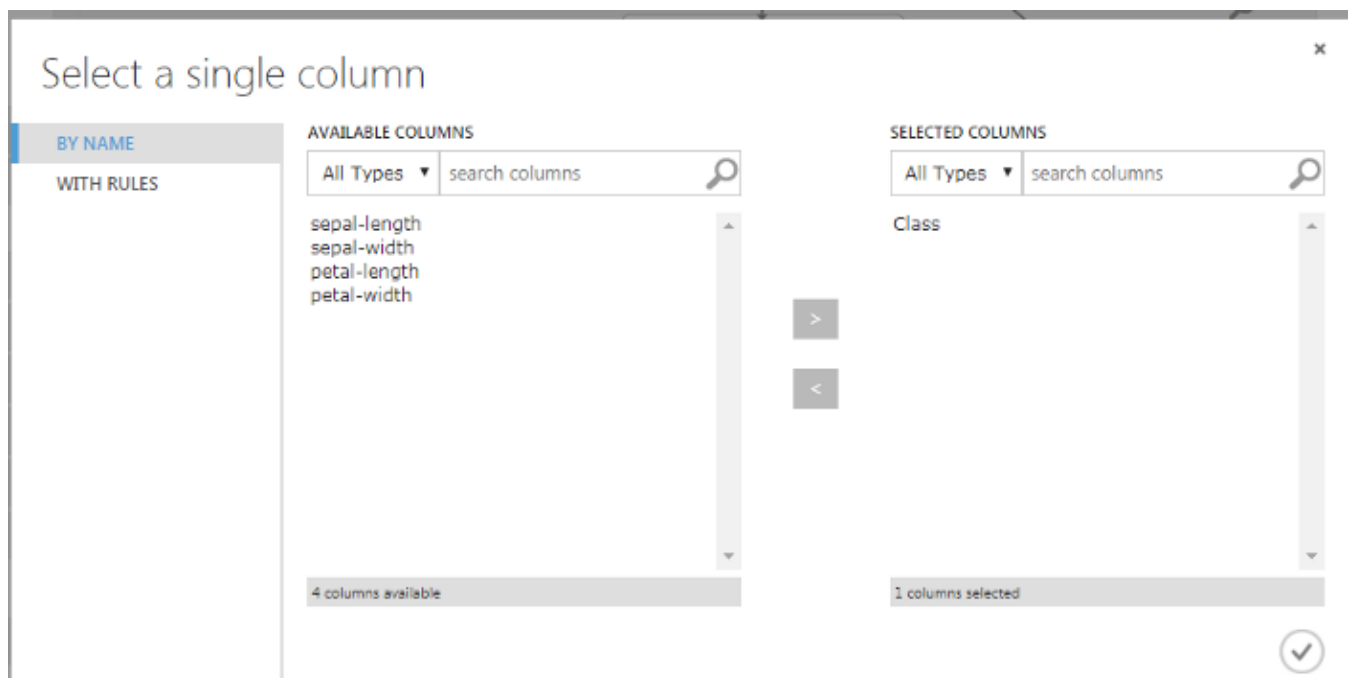 Select a single column
×
BY NAME
WITH RULES
AVAILABLE COLUMNS
All Types ▼ search columns
sepal-length
sepal-width
petal-length
petal-width
4 columns available
>
<
SELECTED COLUMNS
All Types ▼ search columns
Class
1 columns selected